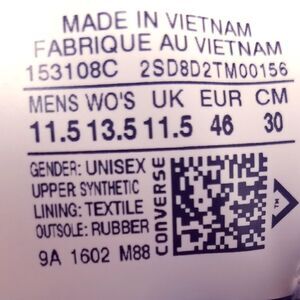 MADE IN VIETNAM
FABRIQUE AU VIETNAM
153108C 2SD8D2TM00156
MENS WO'S UK EUR CM
11.5 13.5 11.5 46 30
GENDER: UNISEX
UPPER SYNTHETIC
LINING: TEXTILE
OUTSOLE: RUBBER
9A 1602 M88
CONVERSE